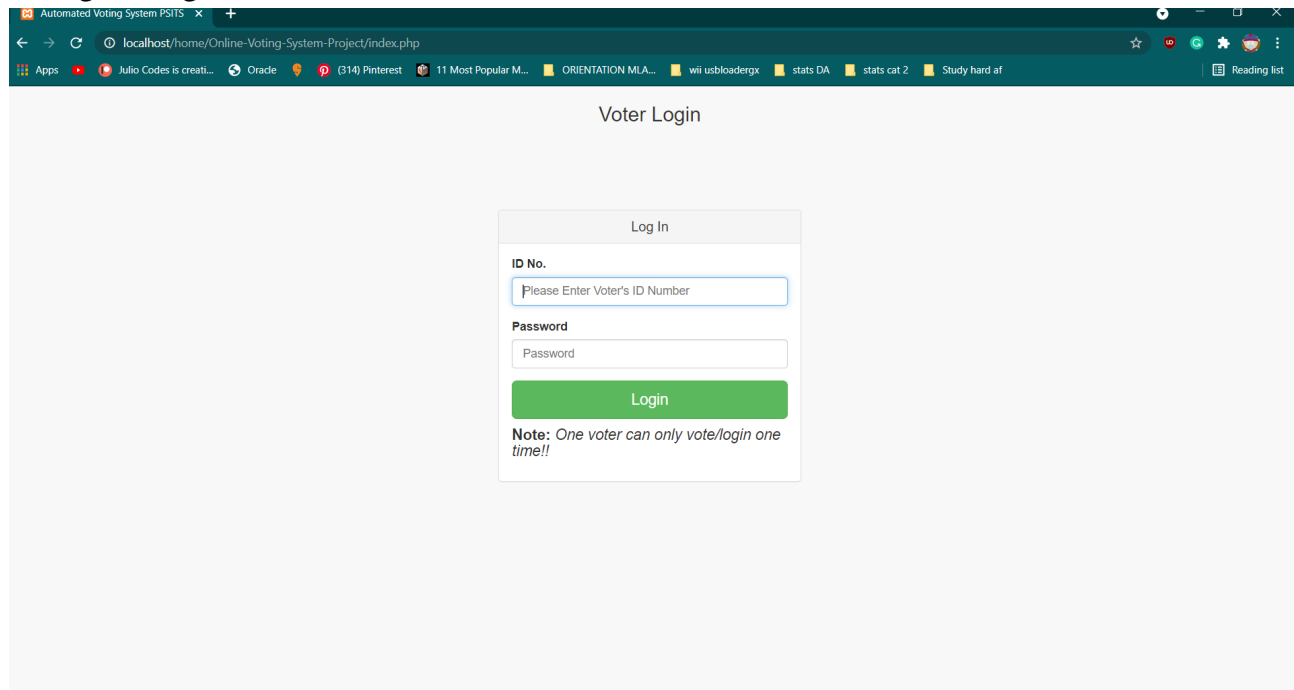 Automated Voting System PSITS
localhost/home/Online-Voting-System-Project/index.php
Apps Julio Codes is creati... Oracle (314) Pinterest 11 Most Popular M... ORIENTATION MLA... wii usbloadergx stats DA stats cat 2 Study hard af Reading list
Voter Login
Log In
ID No.
Please Enter Voter's ID Number
Password
Password
Login
Note: One voter can only vote/login one
time!!